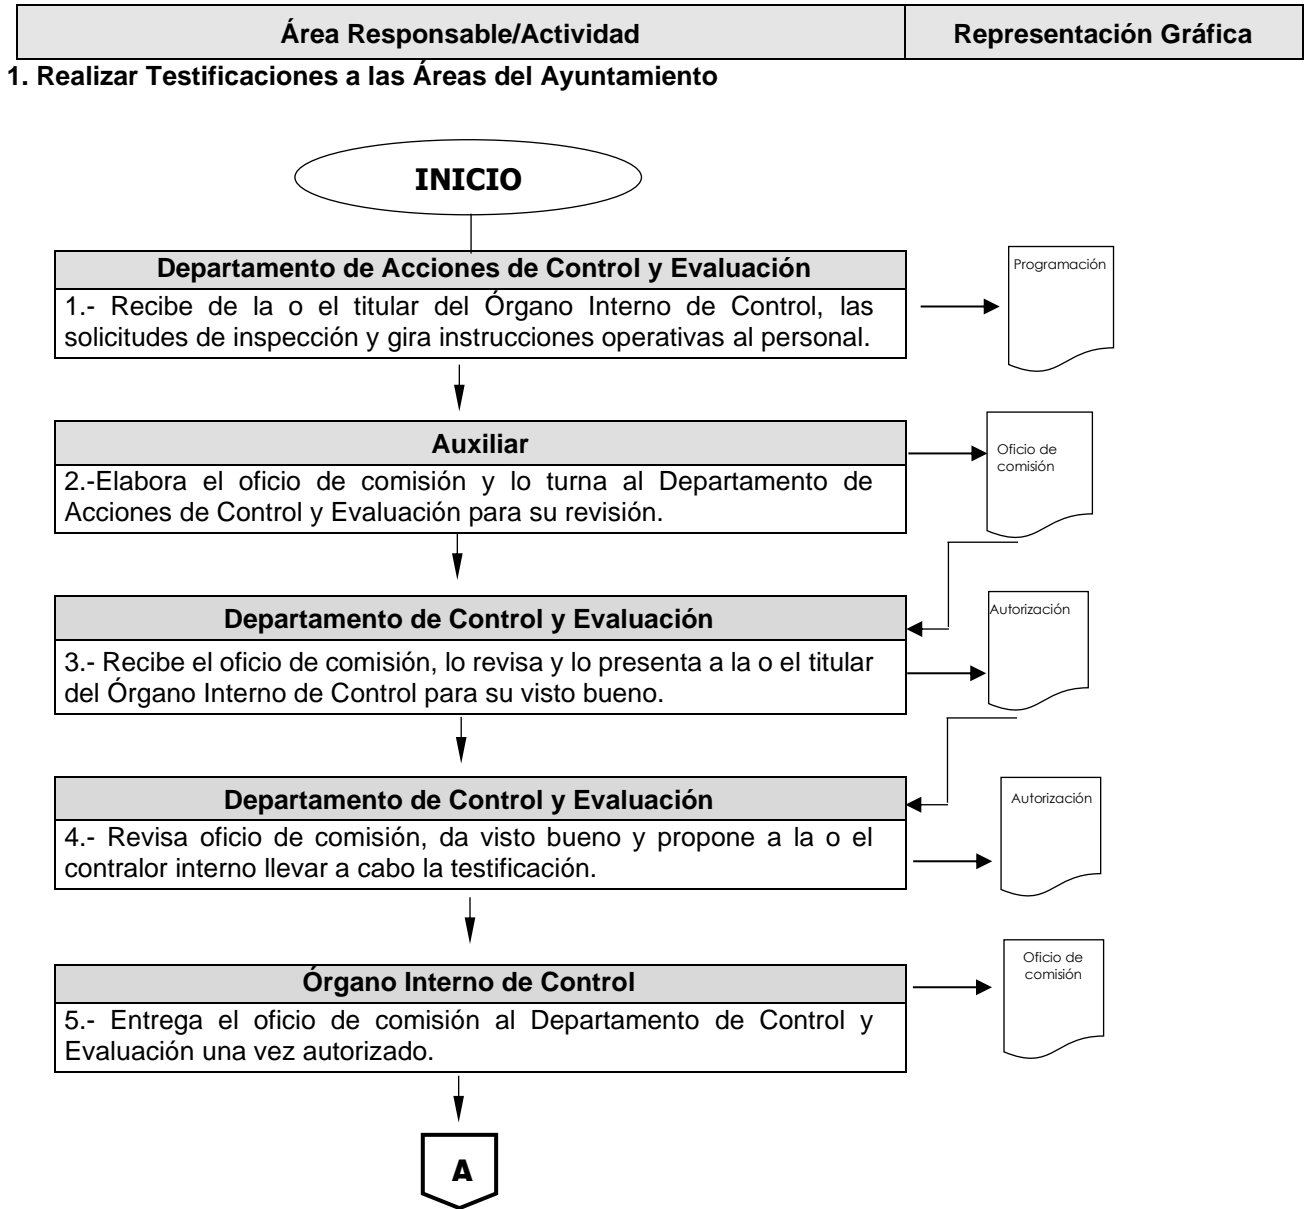 Área Responsable/Actividad
Representación Gráfica
1. Realizar Testificaciones a las Áreas del Ayuntamiento
INICIO
Departamento de Acciones de Control y Evaluación
1.- Recibe de la o el titular del Órgano Interno de Control, las
solicitudes de inspección y gira instrucciones operativas al personal.
Programación
Auxiliar
2.-Elabora el oficio de comisión y lo turna al Departamento de
Acciones de Control y Evaluación para su revisión.
Oficio de
comisión
Departamento de Control y Evaluación
3.- Recibe el oficio de comisión, lo revisa y lo presenta a la o el titular
del Órgano Interno de Control para su visto bueno.
Autorización
Departamento de Control y Evaluación
4.- Revisa oficio de comisión, da visto bueno y propone a la o el
contralor interno llevar a cabo la testificación.
Autorización
Órgano Interno de Control
5.- Entrega el oficio de comisión al Departamento de Control y
Evaluación una vez autorizado.
Oficio de
comisión
A